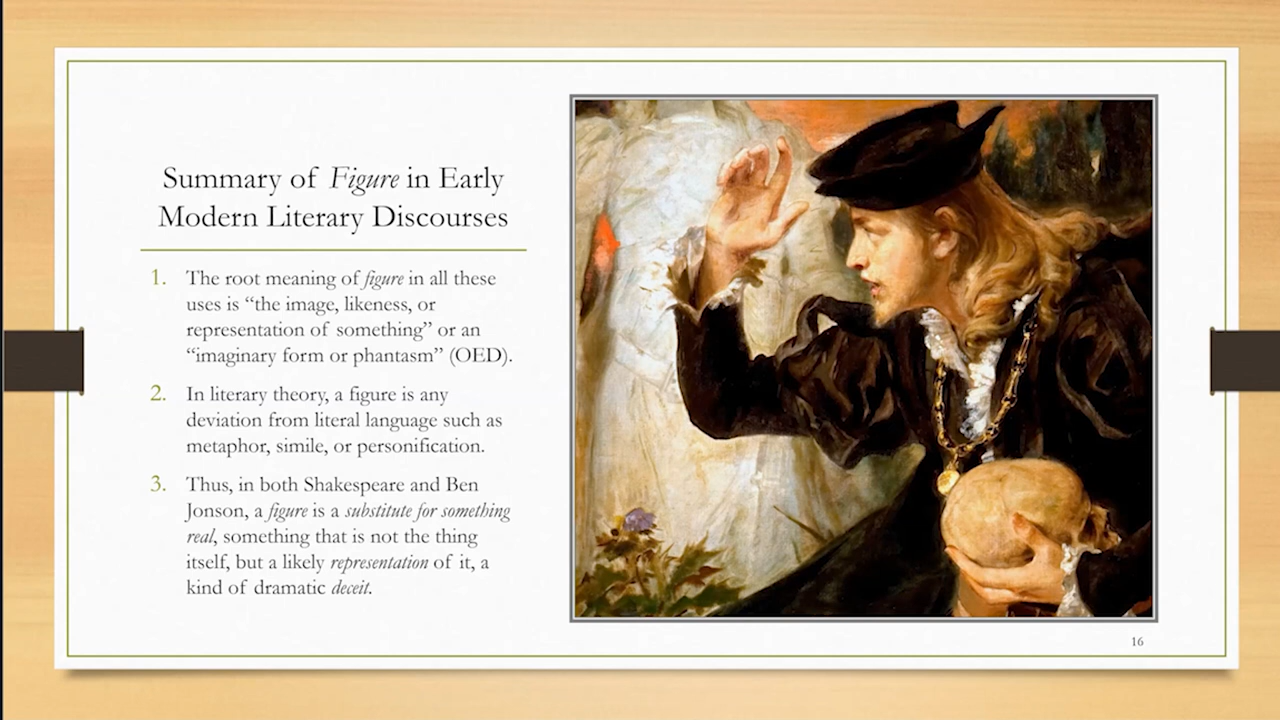 Summary of Figure in Early
Modern Literary Discourses
1. The root meaning of figure in all these
uses is “the image, likeness, or
representation of something” or an
“imaginary form or phantasm” (OED).
2. In literary theory, a figure is any
deviation from literal language such as
metaphor, simile, or personification.
3. Thus, in both Shakespeare and Ben
Jonson, a figure is a substitute for something
real, something that is not the thing
itself, but a likely representation of it, a
kind of dramatic deceit.
16